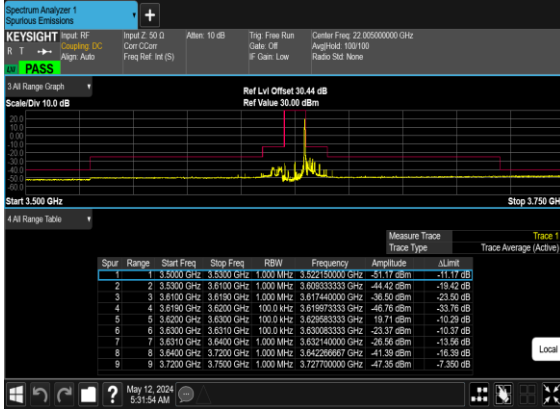 Spectrum Analyzer 1
Spurious Emissions
KEYSIGHT
R T
PASS
Input: RF
Coupling: DC
Align: Auto
Input Z: 50 Ω
Corr CCorr
Freq Ref: Int (S)
Atten: 10 dB
Trig: Free Run
Gate: Off
IF Gain: Low
Center Freq: 22.005000000 GHz
Avg|Hold: 100/100
Radio Std: None
3 All Range Graph
Scale/Div 10.0 dB
Ref Lvl Offset 30.44 dB
Ref Value 30.00 dBm
20.0
10.0
0.00
-10.0
-20.0
-30.0
-40.0
-50.0
-60.0
Start 3.500 GHz
Stop 3.750 GH
4 All Range Table
Measure Trace Trace 1
Trace Type Trace Average (Active)
Spur Range Start Freq Stop Freq RBW Frequency Amplitude ΔLimit
1 1 3.5000 GHz 3.5300 GHz 1.000 MHz 3.522150000 GHz -51.17 dBm -11.17 dB
2 2 3.5300 GHz 3.6100 GHz 1.000 MHz 3.609333333 GHz -44.42 dBm -19.42 dB
3 3 3.6100 GHz 3.6190 GHz 1.000 MHz 3.617440000 GHz -36.50 dBm -23.50 dB
4 4 3.6190 GHz 3.6200 GHz 100.0 kHz 3.619973333 GHz -46.76 dBm -33.76 dB
5 5 3.6200 GHz 3.6300 GHz 100.0 kHz 3.629583333 GHz 19.71 dBm -10.29 dB
6 6 3.6300 GHz 3.6310 GHz 100.0 kHz 3.630083333 GHz -23.37 dBm -10.37 dB
7 7 3.6310 GHz 3.6400 GHz 1.000 MHz 3.632140000 GHz -26.56 dBm -13.56 dB
8 8 3.6400 GHz 3.7200 GHz 1.000 MHz 3.642266667 GHz -41.39 dBm -16.39 dB
9 9 3.7200 GHz 3.7500 GHz 1.000 MHz 3.727700000 GHz -47.35 dBm -7.350 dB
Local
May 12, 2024
5:31:54 AM